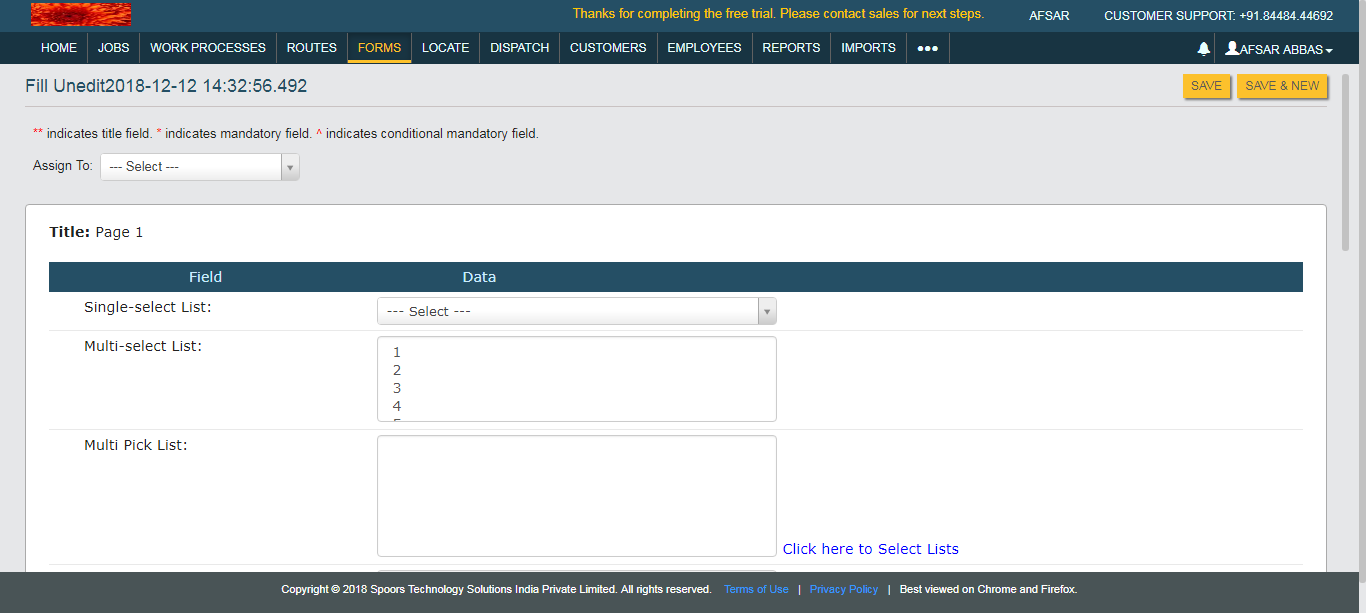 Thanks for completing the free trial. Please contact sales for next steps. AFSAR CUSTOMER SUPPORT: +91.84484.44692
HOME JOBS WORK PROCESSES ROUTES FORMS LOCATE DISPATCH CUSTOMERS EMPLOYEES REPORTS IMPORTS ••• AFSAR ABBAS
Fill Unedit2018-12-12 14:32:56.492 SAVE SAVE & NEW
** indicates title field. * indicates mandatory field. ^ indicates conditional mandatory field.
Assign To: --- Select ---
Title: Page 1
Field Data
Single-select List: --- Select ---
Multi-select List: 1
2
3
4
Multi Pick List:
Click here to Select Lists
Copyright © 2018 Spoors Technology Solutions India Private Limited. All rights reserved. Terms of Use | Privacy Policy | Best viewed on Chrome and Firefox.